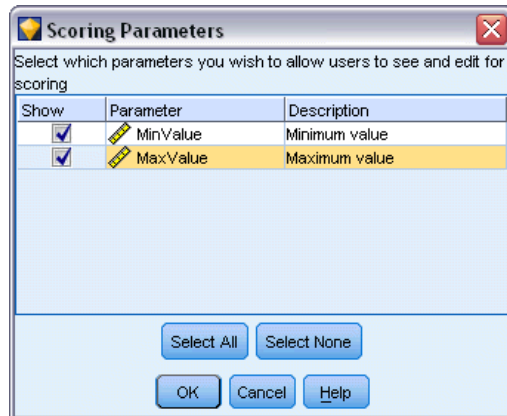 Scoring Parameters
Select which parameters you wish to allow users to see and edit for
scoring
Show Parameter Description
MinValue Minimum value
MaxValue Maximum value
Select All Select None
OK Cancel Help